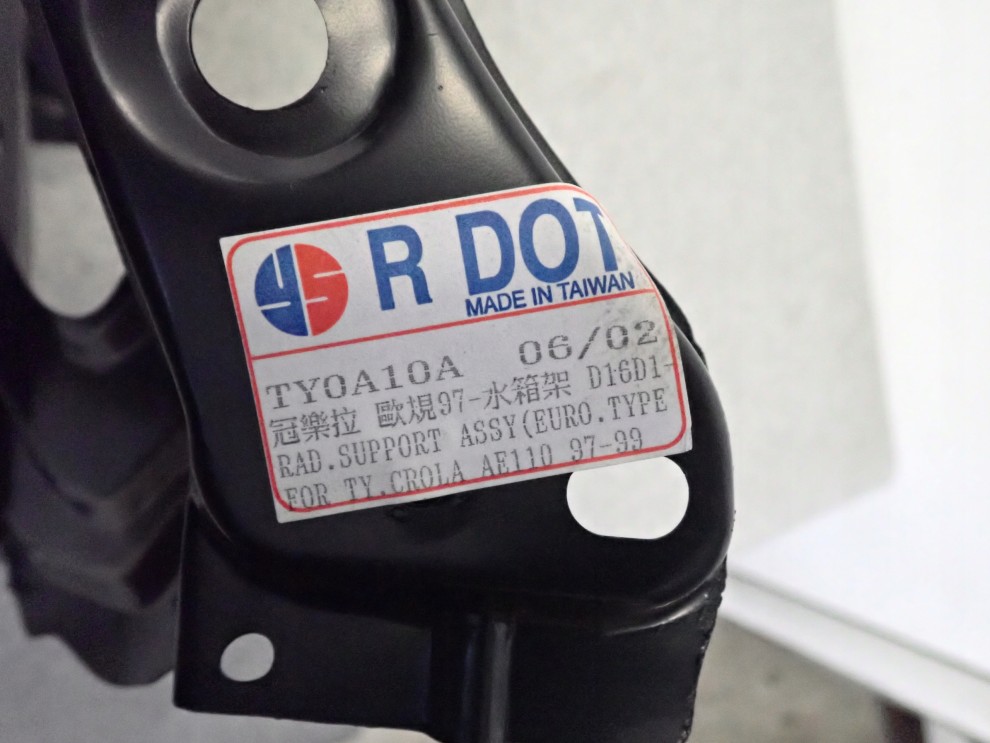 YS R DOT
MADE IN TAIWAN
TY0A10A 06/02
冠樂拉 歐規97-水箱架 D16D1-
RAD.SUPPORT ASSY(EURO.TYPE
FOR TY.CROLA AE110 97-99